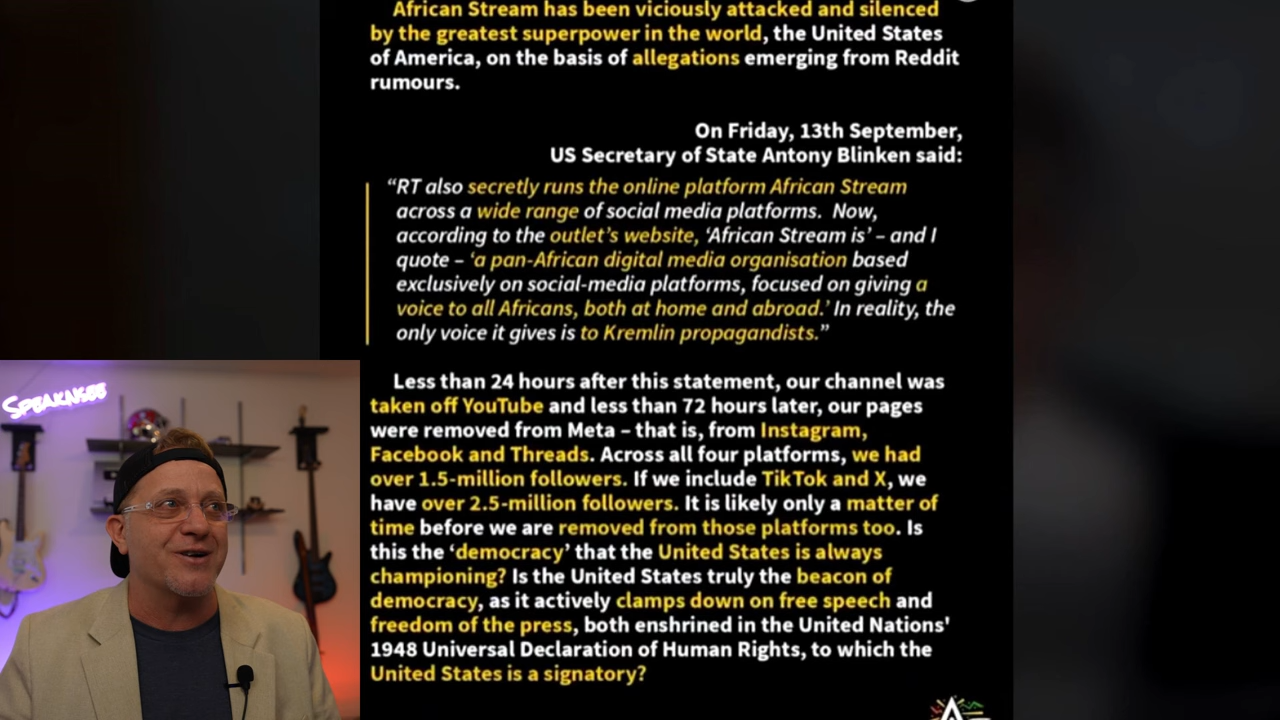 African Stream has been viciously attacked and silenced
by the greatest superpower in the world, the United States
of America, on the basis of allegations emerging from Reddit
rumours.
On Friday, 13th September,
US Secretary of State Antony Blinken said:
“RT also secretly runs the online platform African Stream
across a wide range of social media platforms. Now,
according to the outlet’s website, ‘African Stream is’ – and I
quote – ‘a pan-African digital media organisation based
exclusively on social-media platforms, focused on giving a
voice to all Africans, both at home and abroad.’ In reality, the
only voice it gives is to Kremlin propagandists.”
Less than 24 hours after this statement, our channel was
taken off YouTube and less than 72 hours later, our pages
were removed from Meta – that is, from Instagram,
Facebook and Threads. Across all four platforms, we had
over 1.5-million followers. If we include TikTok and X, we
have over 2.5-million followers. It is likely only a matter of
time before we are removed from those platforms too. Is
this the ‘democracy’ that the United States is always
championing? Is the United States truly the beacon of
democracy, as it actively clamps down on free speech and
freedom of the press, both enshrined in the United Nations'
1948 Universal Declaration of Human Rights, to which the
United States is a signatory?
SPEAKNSEE